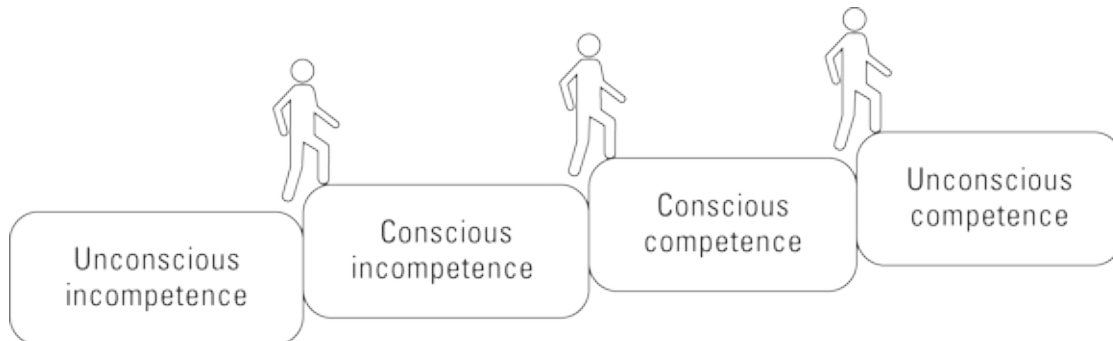 Unconscious
incompetence
Conscious
incompetence
Conscious
competence
Unconscious
competence